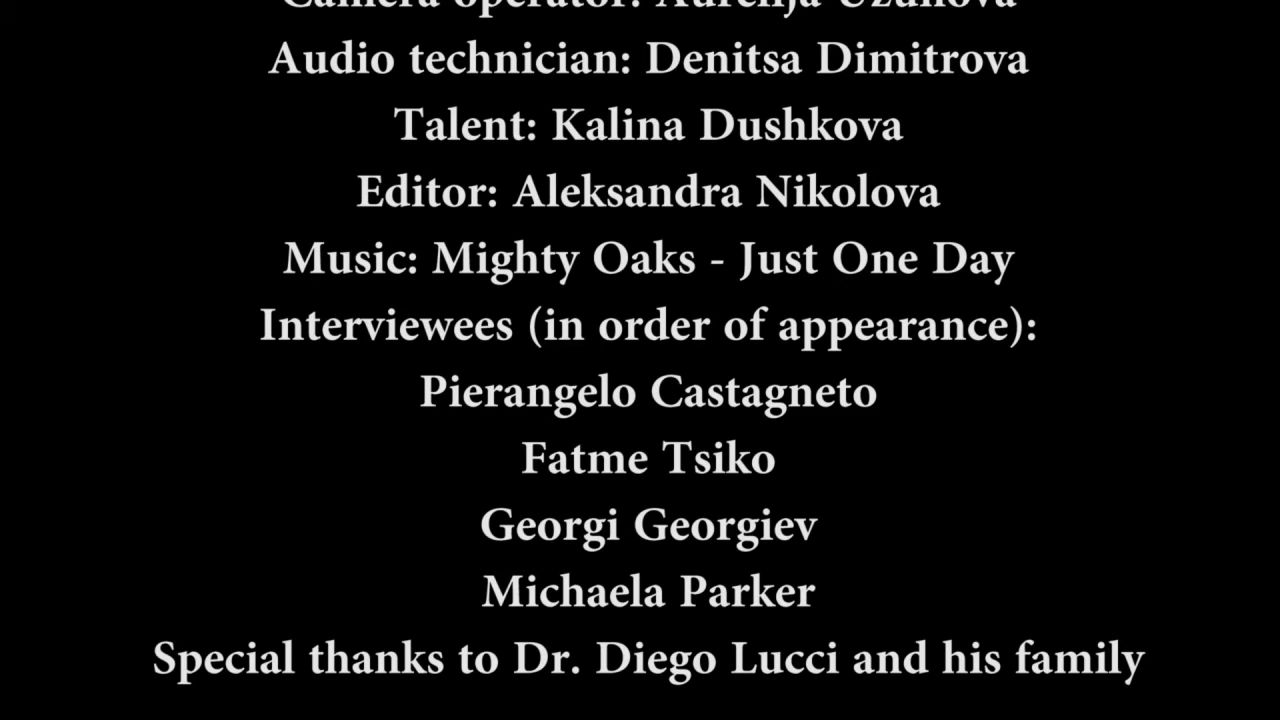 Camera operator: Aurelija Uzunova
Audio technician: Denitsa Dimitrova
Talent: Kalina Dushkova
Editor: Aleksandra Nikolova
Music: Mighty Oaks - Just One Day
Interviewees (in order of appearance):
Pierangelo Castagneto
Fatme Tsiko
Georgi Georgiev
Michaela Parker
Special thanks to Dr. Diego Lucci and his family